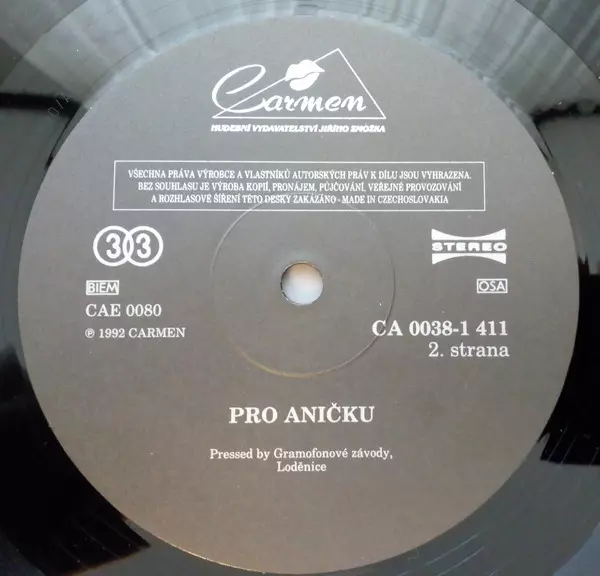 Carmen
HUDEBNÍ VYDAVATELSTVÍ JIŘÍHO ZMOŽKA
VŠECHNA PRÁVA VÝROBCE A VLASTNÍKŮ AUTORSKÝCH PRÁV K DÍLU JSOU VYHRAZENA.
BEZ SOUHLASU JE VÝROBA KOPIÍ, PRONÁJEM, PŮJČOVÁNÍ, VEŘEJNÉ PROVOZOVÁNÍ
A ROZHLASOVÉ ŠÍŘENÍ TÉTO DESKY ZAKÁZÁNO - MADE IN CZECHOSLOVAKIA
33
STEREO
BIEM
OSA
CAE 0080
℗ 1992 CARMEN
CA 0038-1 411
2. strana
PRO ANIČKU
Pressed by Gramofonové závody,
Loděnice